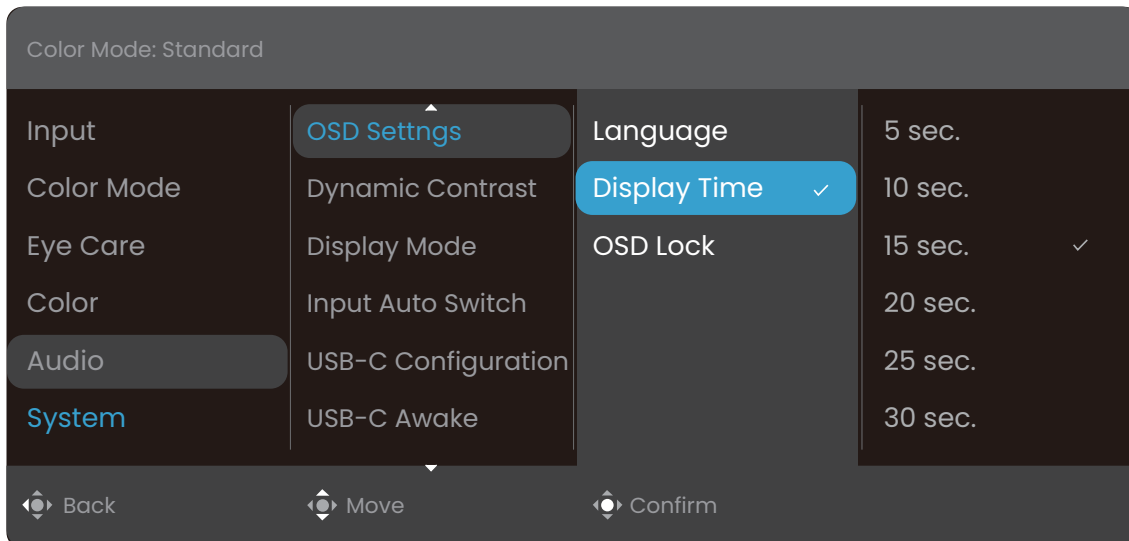 Color Mode: Standard
Input
Color Mode
Eye Care
Color
Audio
System
OSD Settngs
Dynamic Contrast
Display Mode
Input Auto Switch
USB-C Configuration
USB-C Awake
Language
Display Time
OSD Lock
5 sec.
10 sec.
15 sec.
20 sec.
25 sec.
30 sec.
Back
Move
Confirm